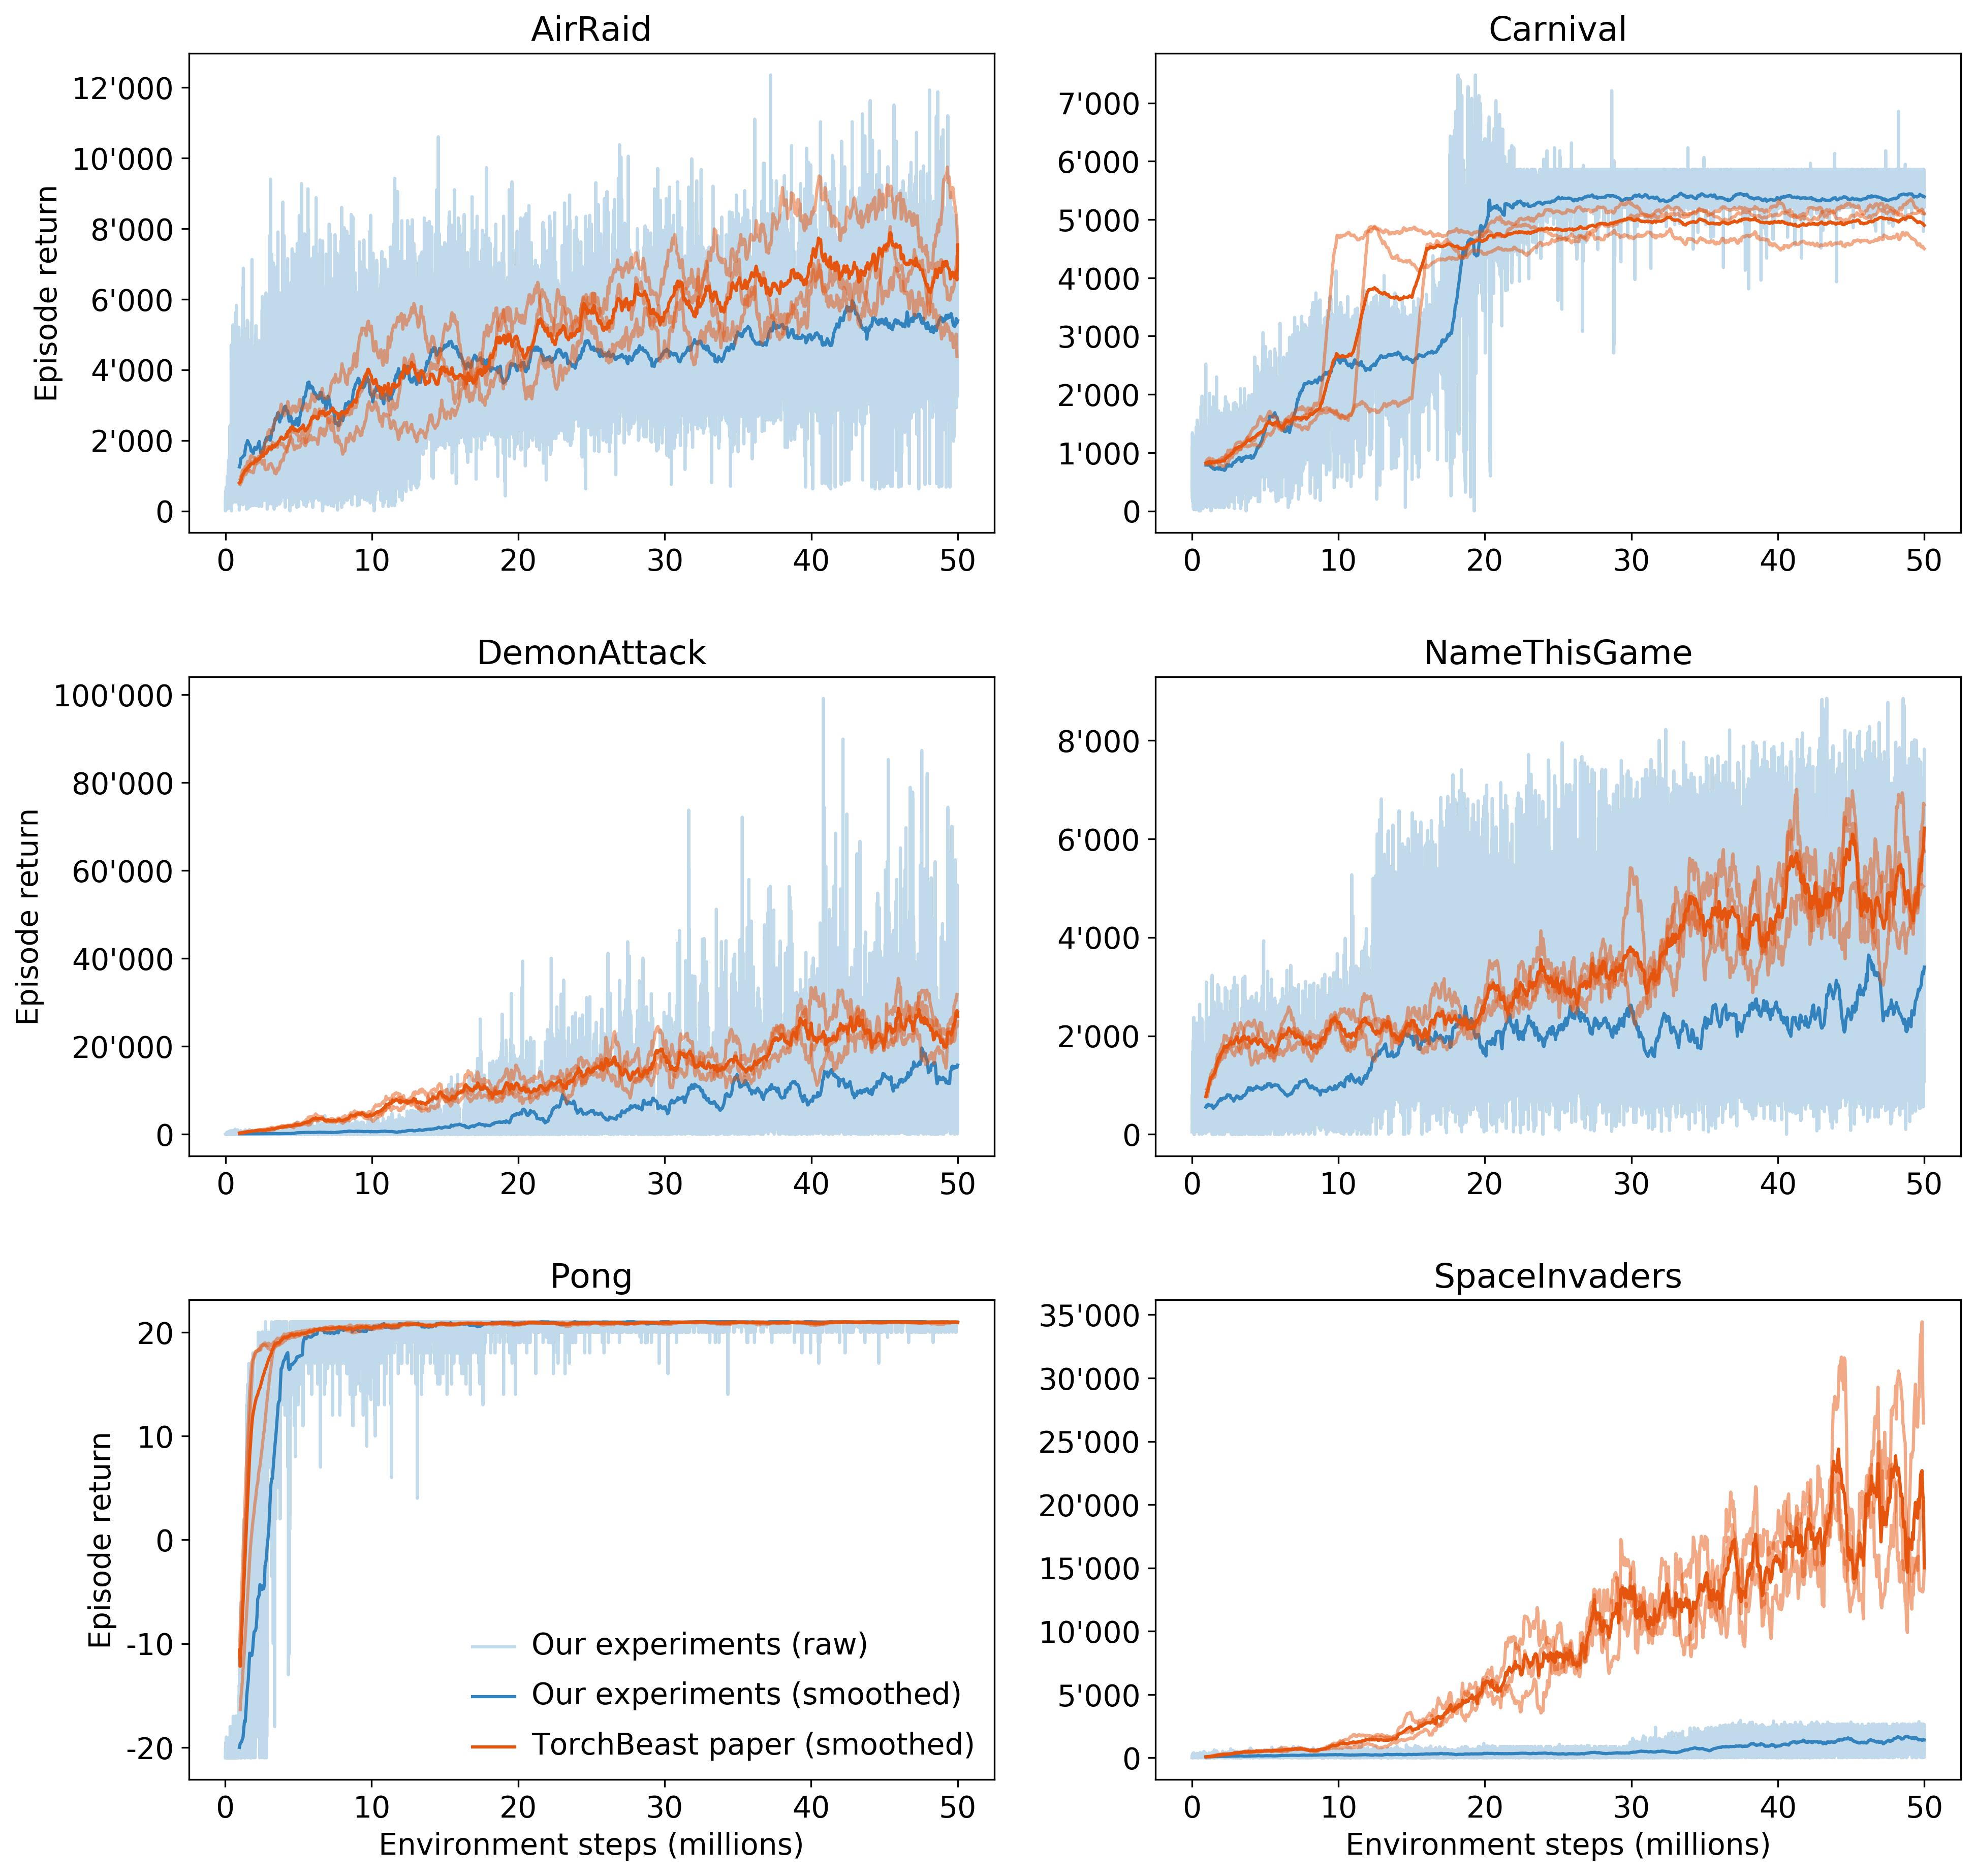 AirRaid
12'000
10'000
8'000
6'000
4'000
2'000
0
Episode return
0 10 20 30 40 50
Carnival
7'000
6'000
5'000
4'000
3'000
2'000
1'000
0
0 10 20 30 40 50
DemonAttack
100'000
80'000
60'000
40'000
20'000
0
Episode return
0 10 20 30 40 50
NameThisGame
8'000
6'000
4'000
2'000
0
0 10 20 30 40 50
Pong
20
10
0
-10
-20
Episode return
Our experiments (raw)
Our experiments (smoothed)
TorchBeast paper (smoothed)
0 10 20 30 40 50
Environment steps (millions)
SpaceInvaders
35'000
30'000
25'000
20'000
15'000
10'000
5'000
0
0 10 20 30 40 50
Environment steps (millions)